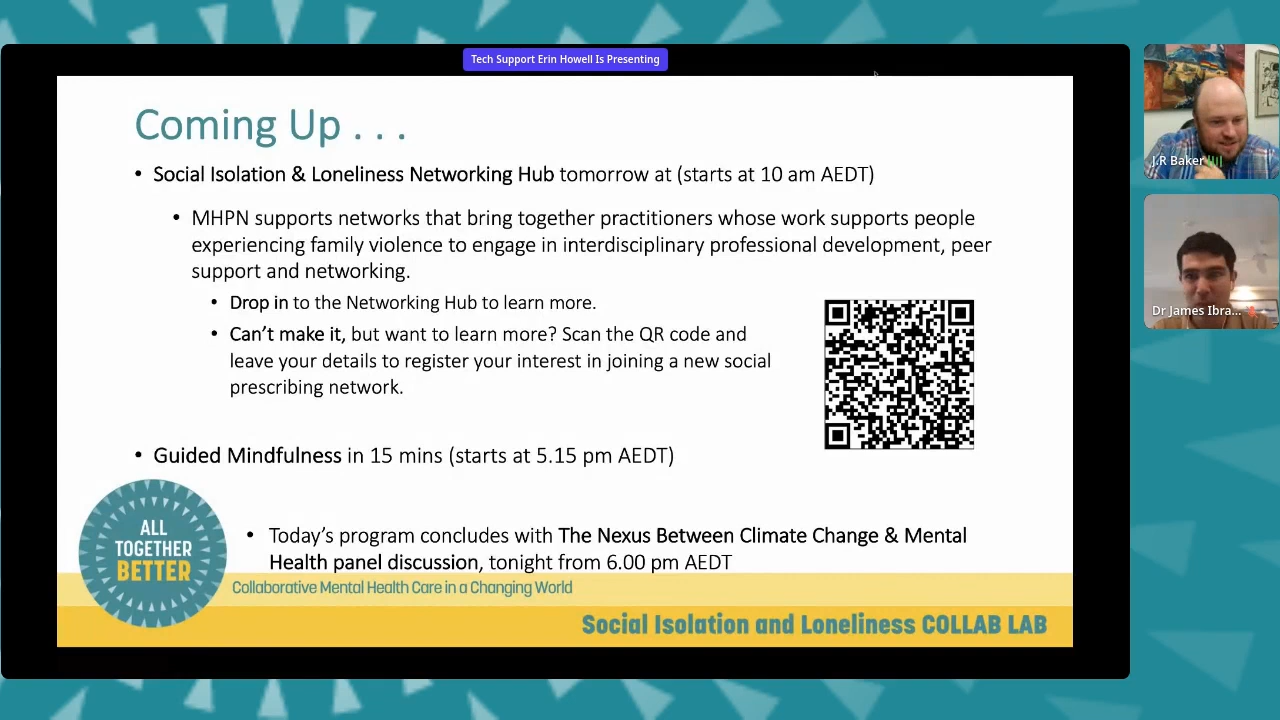 Tech Support Erin Howell Is Presenting
Coming Up . . .
• Social Isolation & Loneliness Networking Hub tomorrow at (starts at 10 am AEDT)
• MHPN supports networks that bring together practitioners whose work supports people
experiencing family violence to engage in interdisciplinary professional development, peer
support and networking.
• Drop in to the Networking Hub to learn more.
• Can't make it, but want to learn more? Scan the QR code and
leave your details to register your interest in joining a new social
prescribing network.
• Guided Mindfulness in 15 mins (starts at 5.15 pm AEDT)
• Today's program concludes with The Nexus Between Climate Change & Mental
Health panel discussion, tonight from 6.00 pm AEDT
ALL
TOGETHER
BETTER
Collaborative Mental Health Care in a Changing World
Social Isolation and Loneliness COLLAB LAB
J.R Baker
Dr James Ibra...